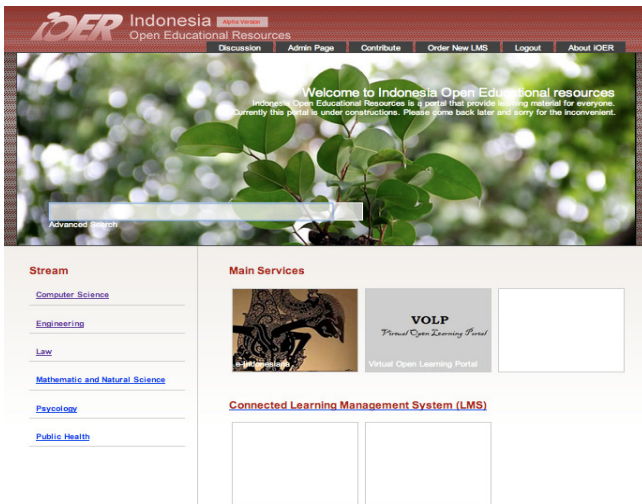 iOER Indonesia Alpha Version
Open Educational Resources
Discussion Admin Page Contribute Order New LMS Logout About iOER
Welcome to Indonesia Open Educational resources
Indonesia Open Educational Resources is a portal that provide learning material for everyone.
Currently this portal is under constructions. Please come back later and sorry for the inconvenient.
Advanced Search
Stream
Computer Science
Engineering
Law
Mathematic and Natural Science
Psycology
Public Health
Main Services
VOLP
Virtual Open Learning Portal
Virtual Open Learning Portal
Connected Learning Management System (LMS)